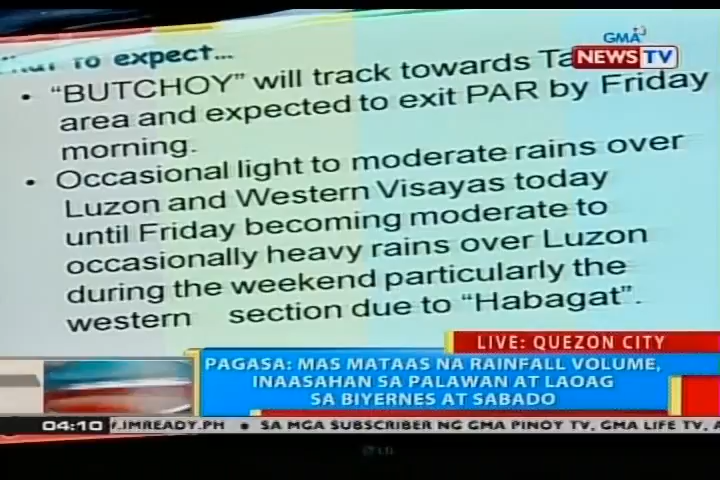 TO expect...
GMA
NEWS TV
• "BUTCHOY" will track towards
area and expected to exit PAR by Friday
morning.
• Occasional light to moderate rains over
Luzon and Western Visayas today
until Friday becoming moderate to
occasionally heavy rains over Luzon
during the weekend particularly the
western section due to "Habagat".
LIVE: QUEZON CITY
PAGASA: MAS MATAAS NA RAINFALL VOLUME,
INAASAHAN SA PALAWAN AT LAOAG
SA BIYERNES AT SABADO
04:10 /.IMREADY.PH • SA MGA SUBSCRIBER NG GMA PINOY TV, GMA LIFE TV,